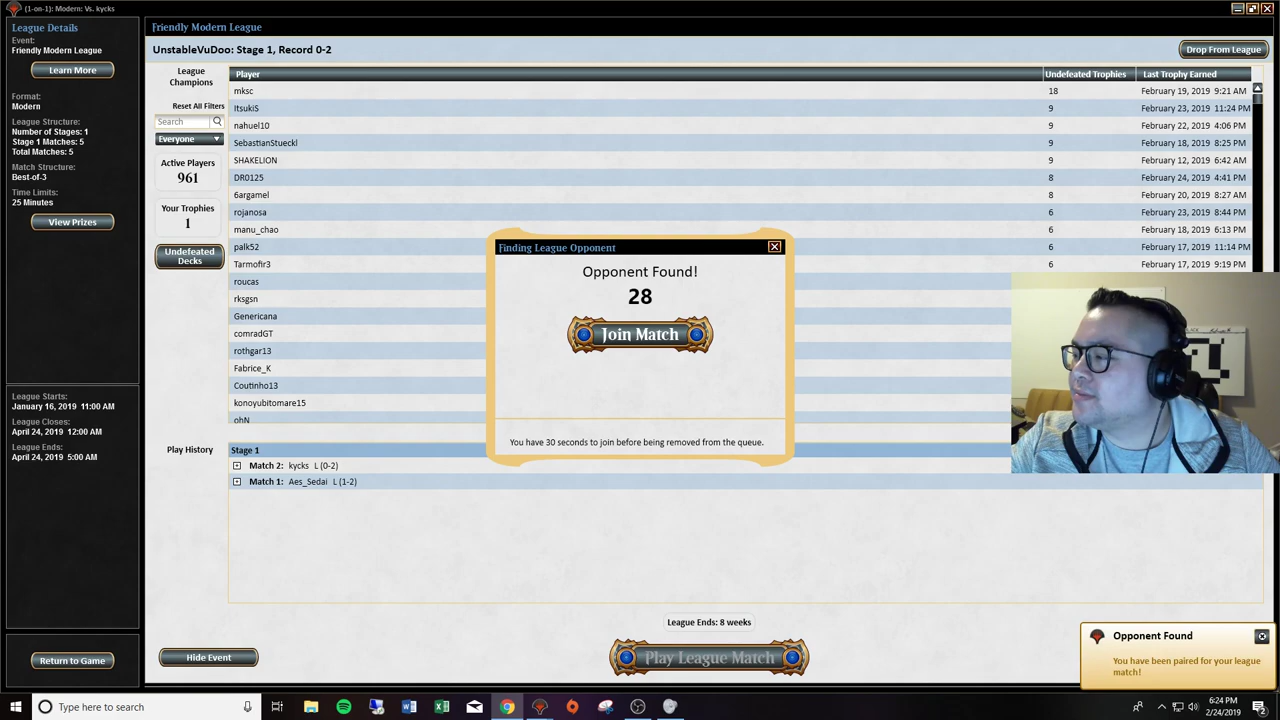 (1-on-1): Modern: Vs. kycks
League Details
Event:
Friendly Modern League
Learn More
Format:
Modern
League Structure:
Number of Stages: 1
Stage 1 Matches: 5
Total Matches: 5
Match Structure:
Best-of-3
Time Limits:
25 Minutes
View Prizes
League Starts:
January 16, 2019 11:00 AM
League Closes:
April 24, 2019 12:00 AM
League Ends:
April 24, 2019 5:00 AM
Return to Game
Friendly Modern League
UnstableVuDoo: Stage 1, Record 0-2
Drop From League
League
Champions
Reset All Filters
Search
Everyone
Active Players
961
Your Trophies
1
Undefeated
Decks
Player Undefeated Trophies Last Trophy Earned
mksc 18 February 19, 2019 9:21 AM
ItsukiS 9 February 23, 2019 11:24 PM
nahuel10 9 February 22, 2019 4:06 PM
SebastianStueckl 9 February 18, 2019 8:25 PM
SHAKELION 9 February 12, 2019 6:42 AM
DR0125 8 February 24, 2019 4:41 PM
6argamel 8 February 20, 2019 8:27 AM
rojanosa 6 February 23, 2019 8:44 PM
manu_chao 6 February 18, 2019 6:13 PM
palk52 6 February 17, 2019 11:14 PM
Tarmofir3 6 February 17, 2019 9:19 PM
roucas
rksgsn
Genericana
comradGT
rothgar13
Fabrice_K
Coutinho13
konoyubitomare15
ohN
Finding League Opponent
Opponent Found!
28
Join Match
You have 30 seconds to join before being removed from the queue.
Play History
Stage 1
Match 2: kycks L (0-2)
Match 1: Aes_Sedai L (1-2)
League Ends: 8 weeks
Hide Event
Play League Match
Opponent Found
You have been paired for your league
match!
Type here to search
6:24 PM
2/24/2019
2